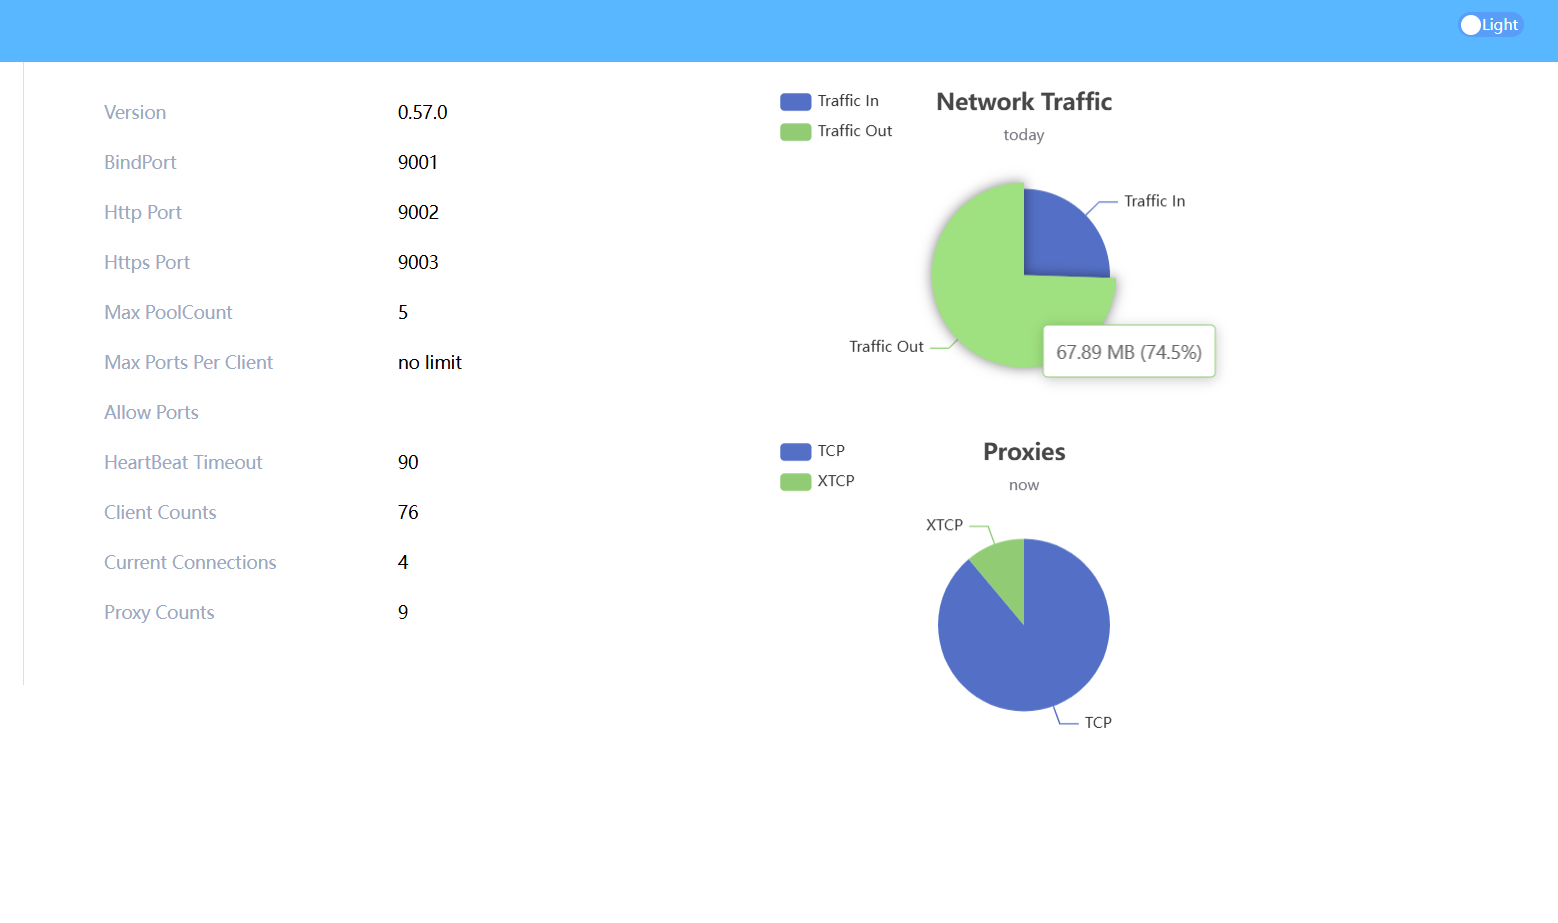 Light
Version 0.57.0
BindPort 9001
Http Port 9002
Https Port 9003
Max PoolCount 5
Max Ports Per Client no limit
Allow Ports
HeartBeat Timeout 90
Client Counts 76
Current Connections 4
Proxy Counts 9
Traffic In
Traffic Out
Network Traffic
today
Traffic In
Traffic Out
67.89 MB (74.5%)
TCP
XTCP
Proxies
now
XTCP
TCP